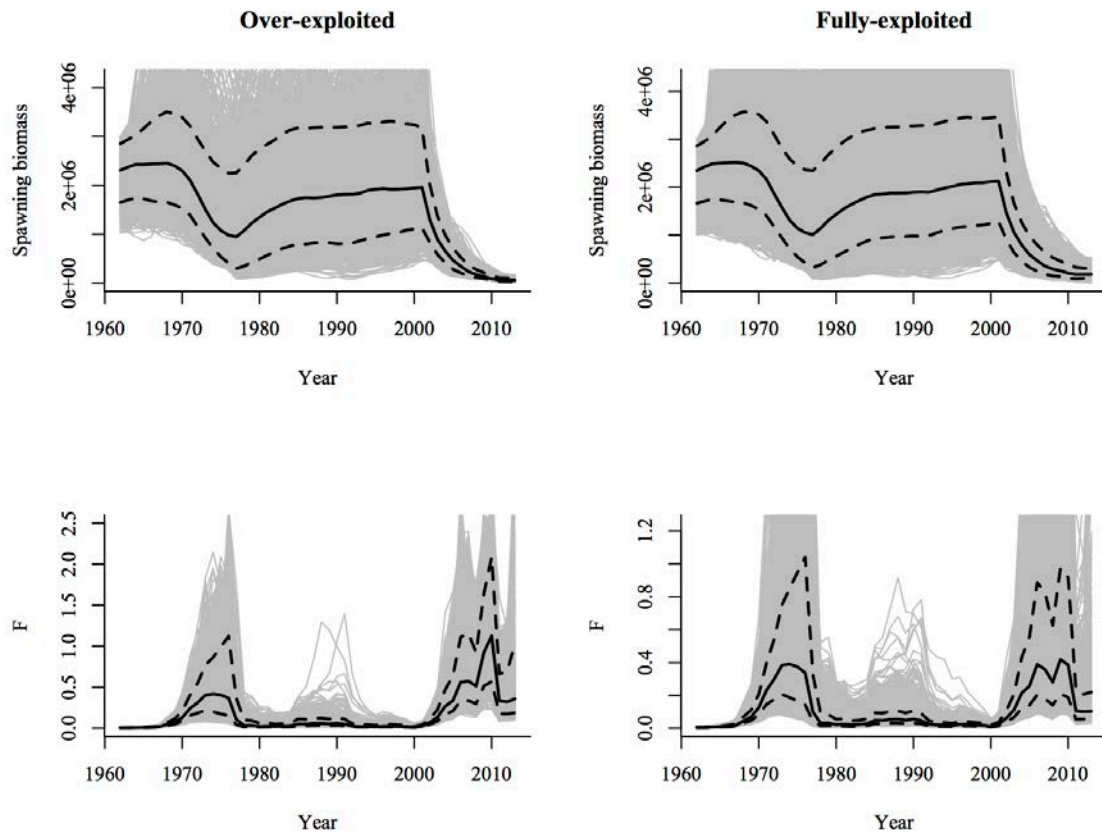 Over-exploited
Fully-exploited
Spawning biomass
4e+06
2e+06
0e+00
1960 1970 1980 1990 2000 2010
Year
Spawning biomass
4e+06
2e+06
0e+00
1960 1970 1980 1990 2000 2010
Year
F
2.5
2.0
1.5
1.0
0.5
0.0
1960 1970 1980 1990 2000 2010
Year
F
1.2
0.8
0.4
0.0
1960 1970 1980 1990 2000 2010
Year